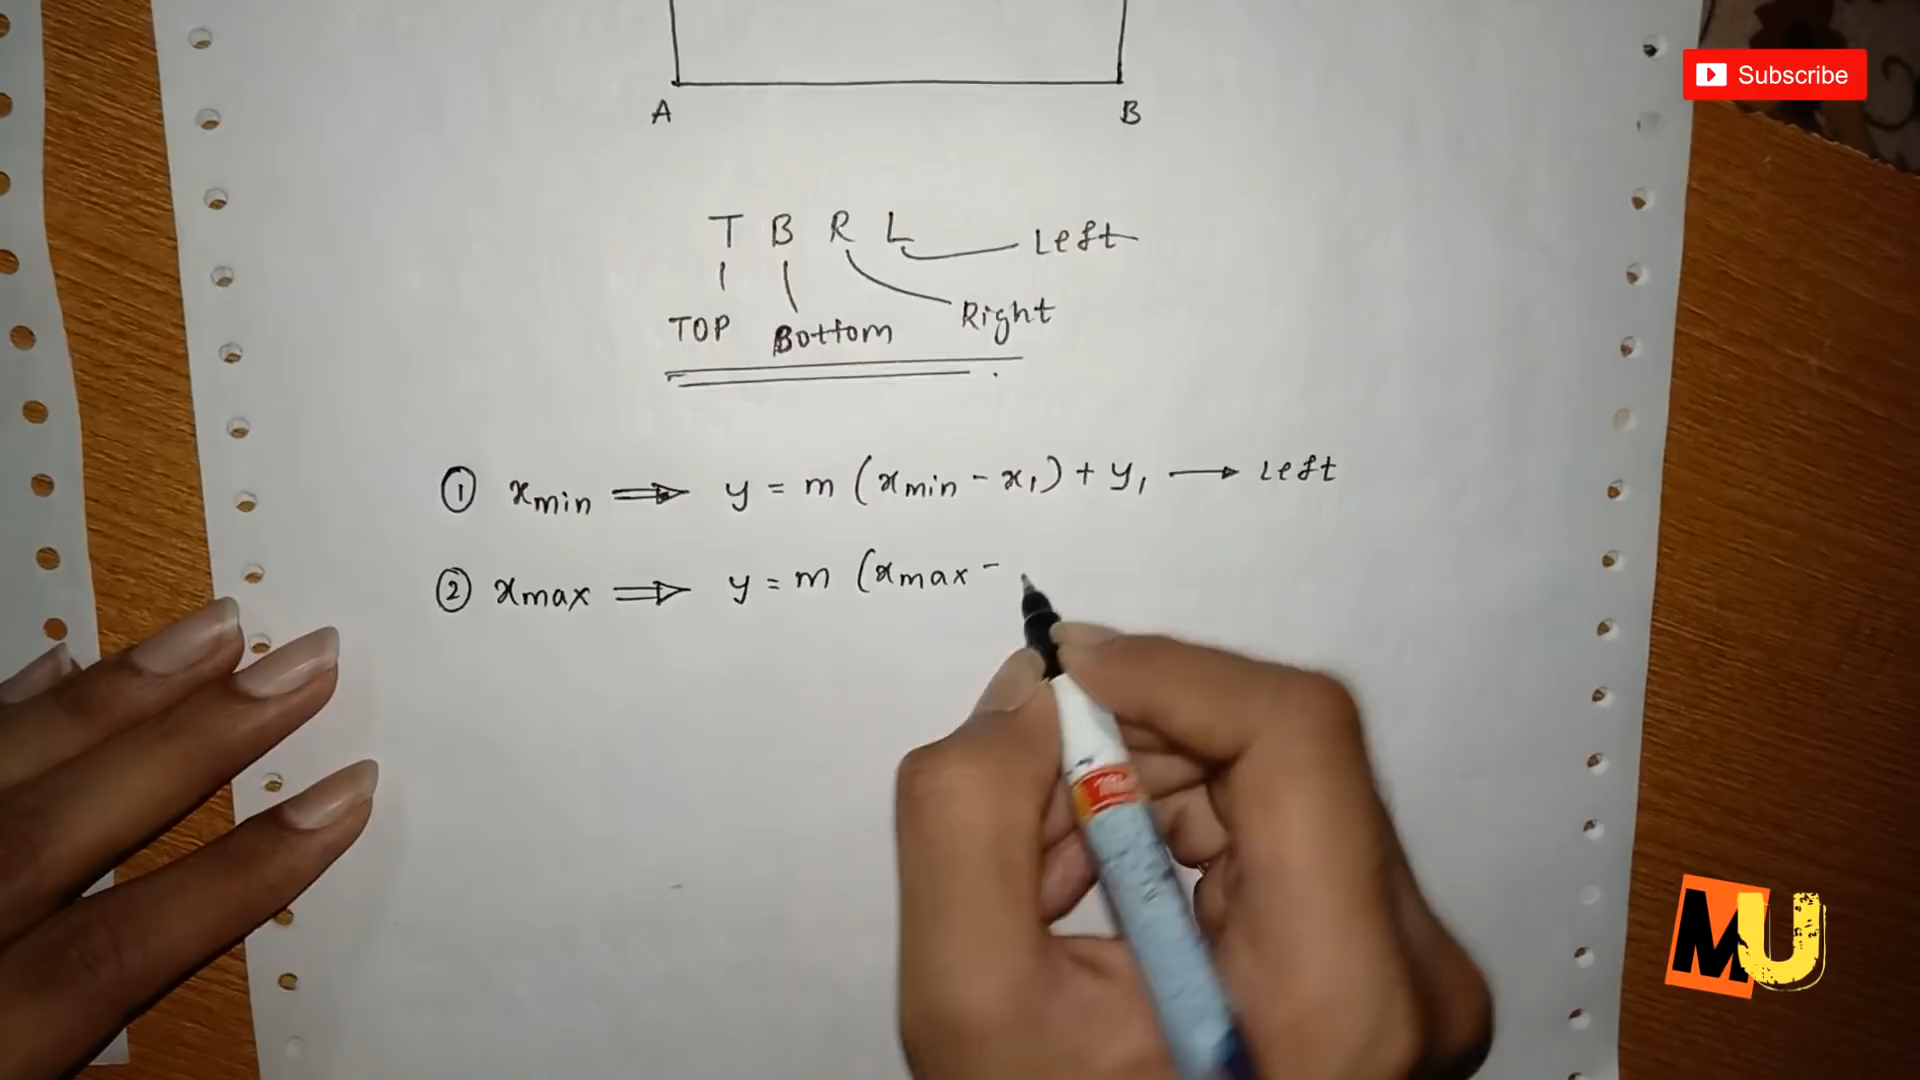 Subscribe
A B
T B R L Left
TOP Bottom Right
① xmin ⟹ y = m (xmin - x1) + y1 → Left
② xmax ⟹ y = m (xmax -
MU